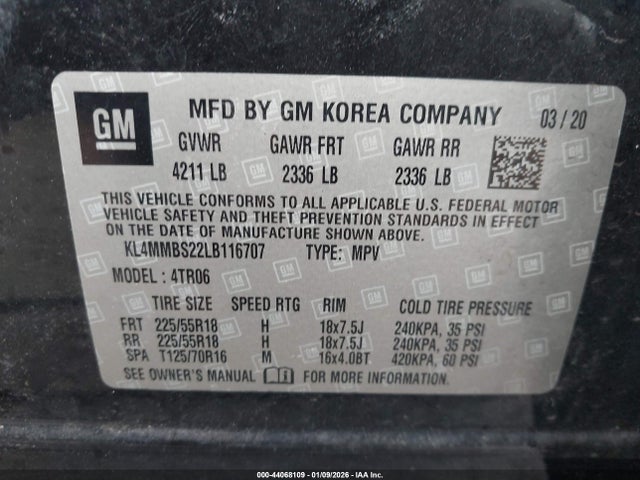 GM MFD BY GM KOREA COMPANY 03/20
GVWR GAWR FRT GAWR RR
4211 LB 2336 LB 2336 LB
THIS VEHICLE CONFORMS TO ALL APPLICABLE U.S. FEDERAL MOTOR
VEHICLE SAFETY AND THEFT PREVENTION STANDARDS IN EFFECT
ON THE DATE OF MANUFACTURE SHOWN ABOVE.
KL4MMBS22LB116707 TYPE: MPV
MODEL: 4TR06
TIRE SIZE SPEED RTG RIM COLD TIRE PRESSURE
FRT 225/55R18 H 18x7.5J 240KPA, 35 PSI
RR 225/55R18 H 18x7.5J 240KPA, 35 PSI
SPA T125/70R16 M 16x4.0BT 420KPA, 60 PSI
SEE OWNER'S MANUAL FOR MORE INFORMATION.
000-44068109 - 01/09/2026 - IAA Inc.